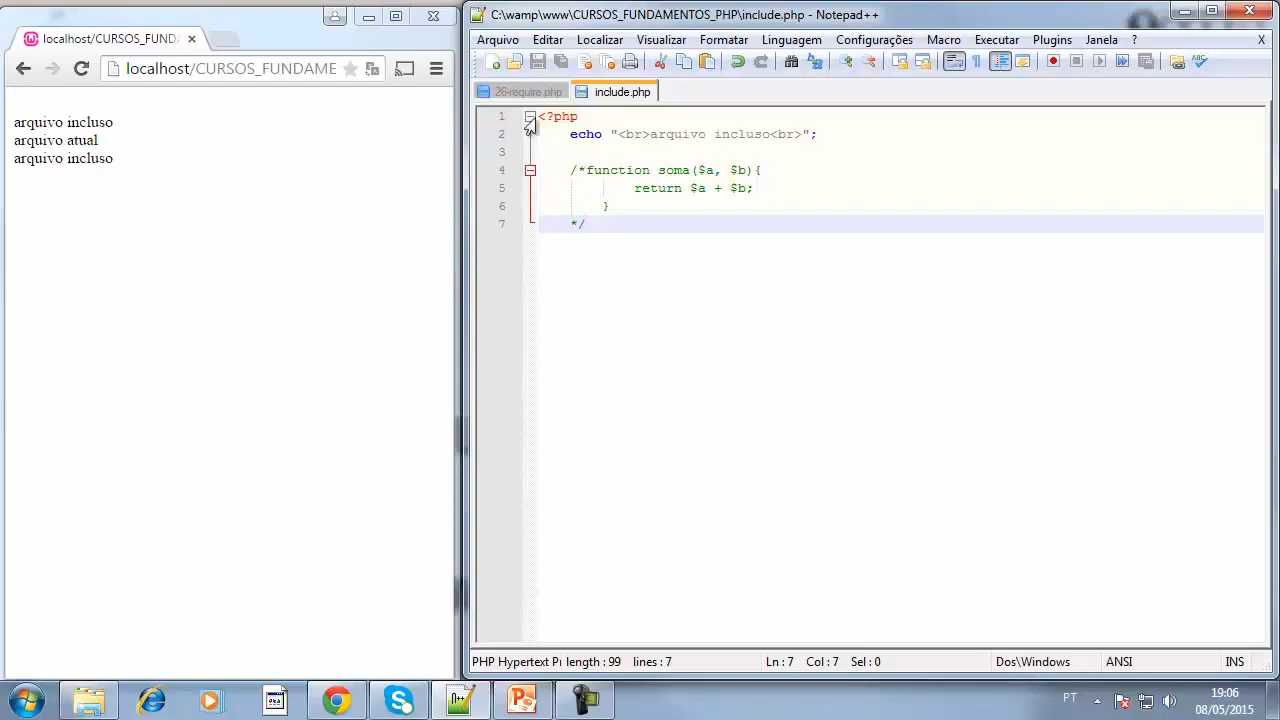 localhost/CURSOS_FUND
localhost/CURSOS_FUNDAME
arquivo incluso
arquivo atual
arquivo incluso
C:\wamp\www\CURSOS_FUNDAMENTOS_PHP\include.php - Notepad++
Arquivo Editar Localizar Visualizar Formatar Linguagem Configurações Macro Executar Plugins Janela ? X
26-require.php include.php
1 <?php
2 echo "<br>arquivo incluso<br>";
3
4 /*function soma($a, $b){
5 return $a + $b;
6 }
7 */
PHP Hypertext Pr length : 99 lines : 7 Ln : 7 Col : 7 Sel : 0 Dos\Windows ANSI INS
PT 19:06
08/05/2015